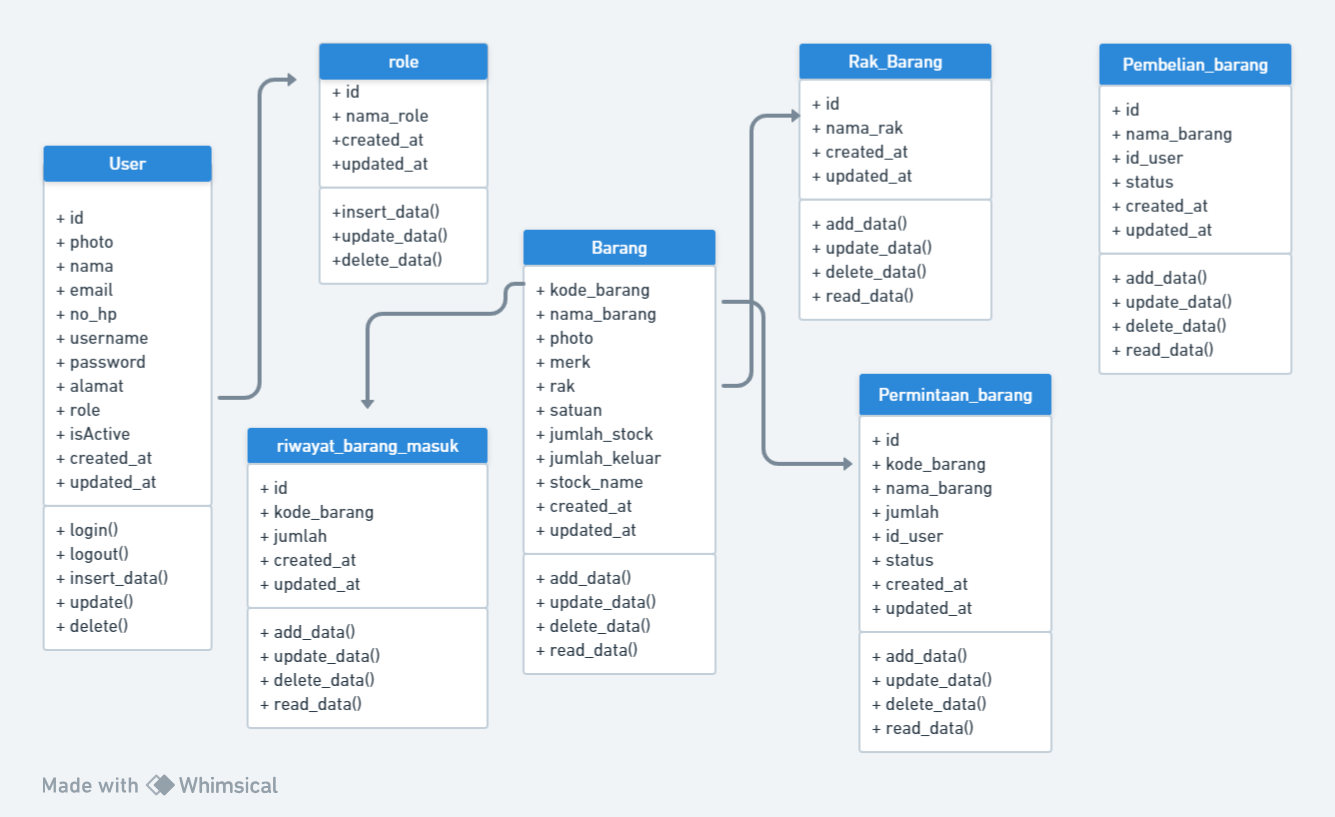 User
+ id
+ photo
+ nama
+ email
+ no_hp
+ username
+ password
+ alamat
+ role
+ isActive
+ created_at
+ updated_at
+ login()
+ logout()
+ insert_data()
+ update()
+ delete()
role
+ id
+ nama_role
+created_at
+updated_at
+insert_data()
+update_data()
+delete_data()
riwayat_barang_masuk
+ id
+ kode_barang
+ jumlah
+ created_at
+ updated_at
+ add_data()
+ update_data()
+ delete_data()
+ read_data()
Barang
+ kode_barang
+ nama_barang
+ photo
+ merk
+ rak
+ satuan
+ jumlah_stock
+ jumlah_keluar
+ stock_name
+ created_at
+ updated_at
+ add_data()
+ update_data()
+ delete_data()
+ read_data()
Rak_Barang
+ id
+ nama_rak
+ created_at
+ updated_at
+ add_data()
+ update_data()
+ delete_data()
+ read_data()
Permintaan_barang
+ id
+ kode_barang
+ nama_barang
+ jumlah
+ id_user
+ status
+ created_at
+ updated_at
+ add_data()
+ update_data()
+ delete_data()
+ read_data()
Pembelian_barang
+ id
+ nama_barang
+ id_user
+ status
+ created_at
+ updated_at
+ add_data()
+ update_data()
+ delete_data()
+ read_data()
Made with Whimsical